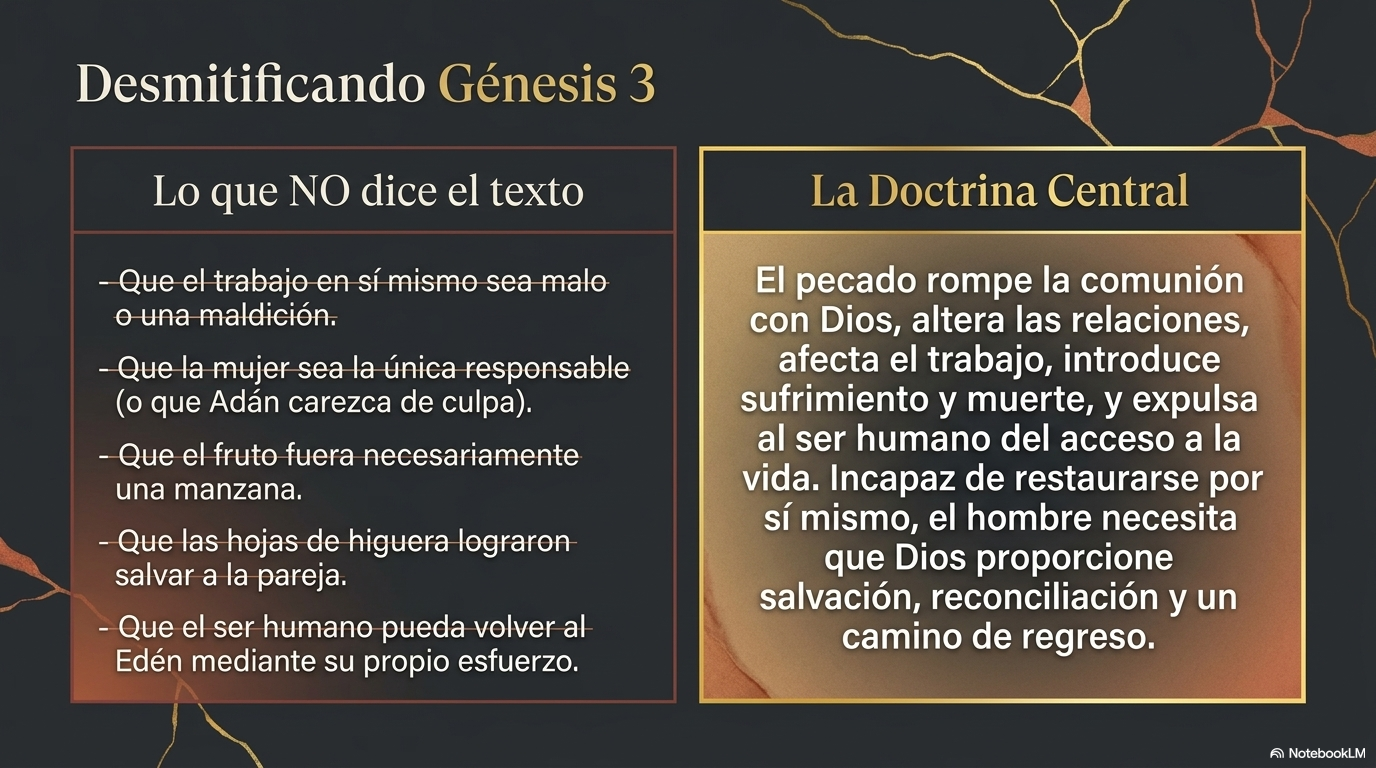 Desmitificando Génesis 3
Lo que NO dice el texto
- Que el trabajo en sí mismo sea malo
o una maldición.
- Que la mujer sea la única responsable
(o que Adán carezca de culpa).
- Que el fruto fuera necesariamente
una manzana.
- Que las hojas de higuera lograron
salvar a la pareja.
- Que el ser humano pueda volver al
Edén mediante su propio esfuerzo.
La Doctrina Central
El pecado rompe la comunión
con Dios, altera las relaciones,
afecta el trabajo, introduce
sufrimiento y muerte, y expulsa
al ser humano del acceso a la
vida. Incapaz de restaurarse por
sí mismo, el hombre necesita
que Dios proporcione
salvación, reconciliación y un
camino de regreso.
NotebookLM